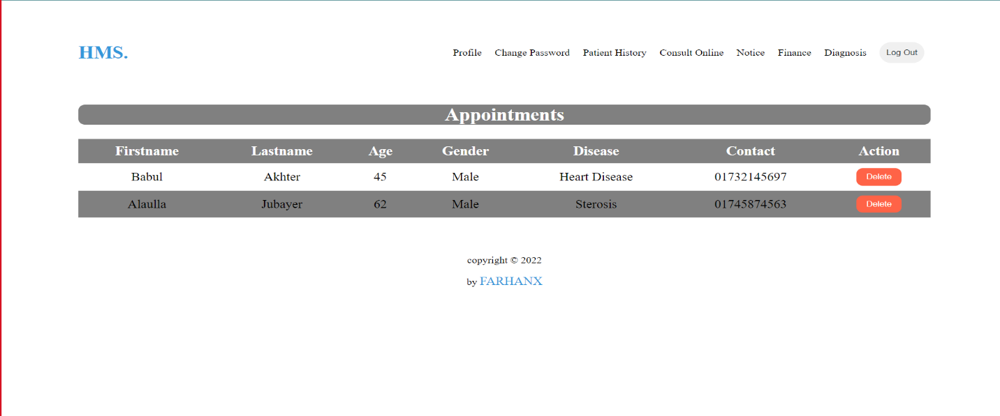 HMS. Profile Change Password Patient History Consult Online Notice Finance Diagnosis Log Out
Appointments
Firstname Lastname Age Gender Disease Contact Action
Babul Akhter 45 Male Heart Disease 01732145697 Delete
Alaulla Jubayer 62 Male Sterosis 01745874563 Delete
copyright © 2022
by FARHANX